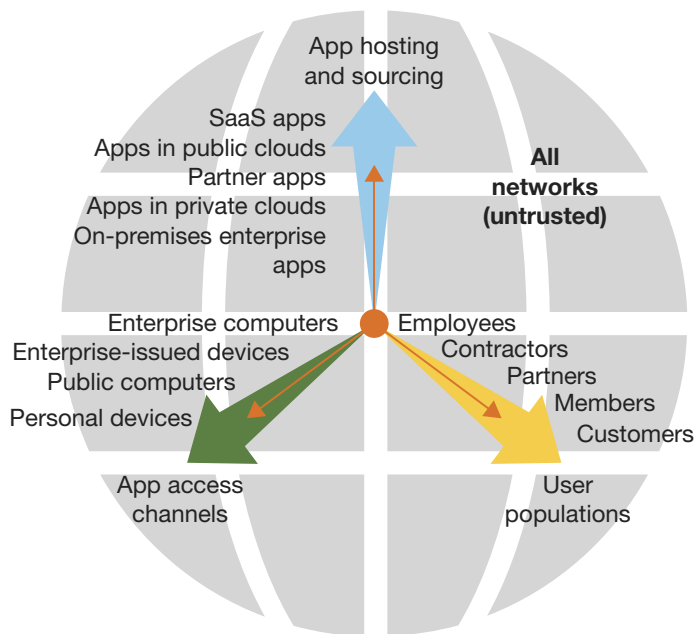 App hosting
and sourcing
SaaS apps
Apps in public clouds
Partner apps
Apps in private clouds
On-premises enterprise
apps
All
networks
(untrusted)
Enterprise computers
Enterprise-issued devices
Public computers
Personal devices
App access
channels
Employees
Contractors
Partners
Members
Customers
User
populations